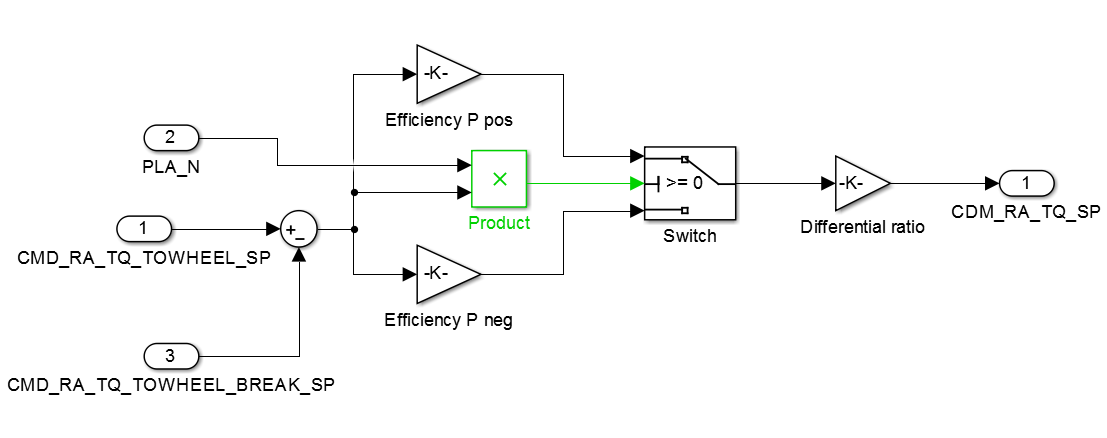 -K-
Efficiency P pos
2
PLA_N
×
Product
>= 0
Switch
-K-
Differential ratio
1
CDM_RA_TQ_SP
1
CMD_RA_TQ_TOWHEEL_SP
+
−
-K-
Efficiency P neg
3
CMD_RA_TQ_TOWHEEL_BREAK_SP